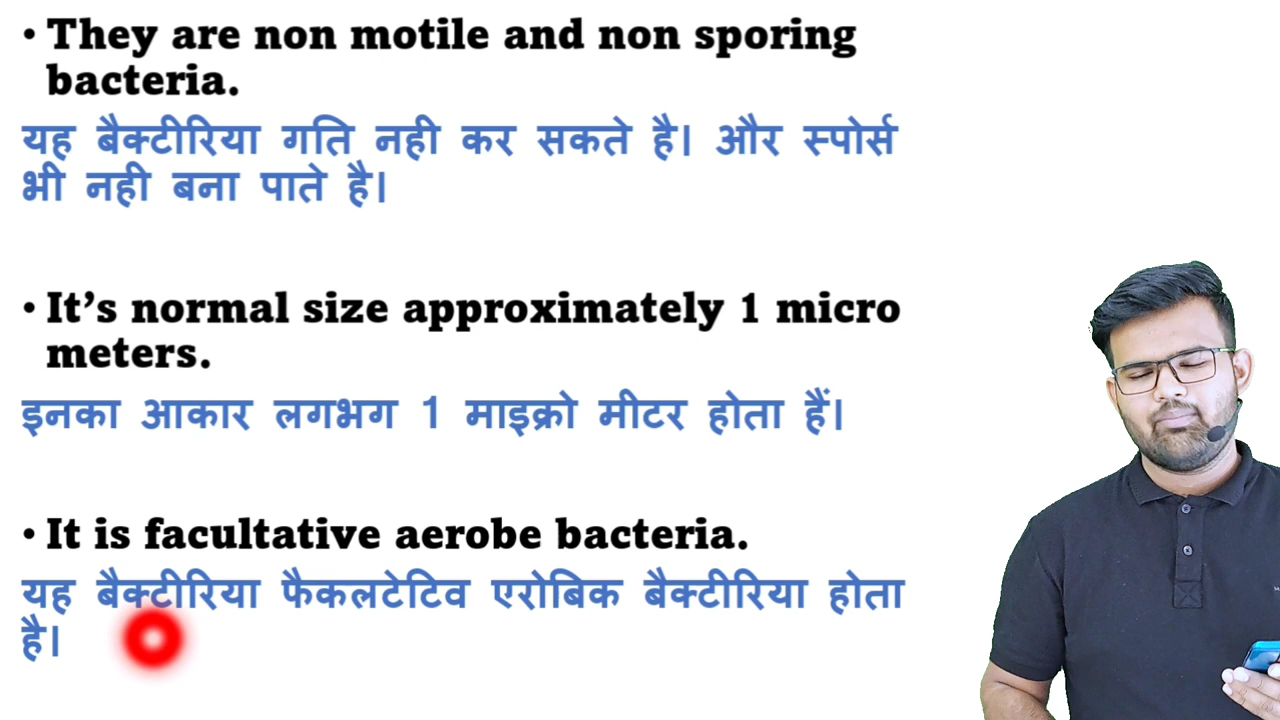 • They are non motile and non sporing
bacteria.
यह बैक्टीरिया गति नही कर सकते है। और स्पोर्स
भी नही बना पाते है।
• It’s normal size approximately 1 micro
meters.
इनका आकार लगभग 1 माइक्रो मीटर होता हैं।
• It is facultative aerobe bacteria.
यह बैक्टीरिया फैकलटेटिव एरोबिक बैक्टीरिया होता
है।